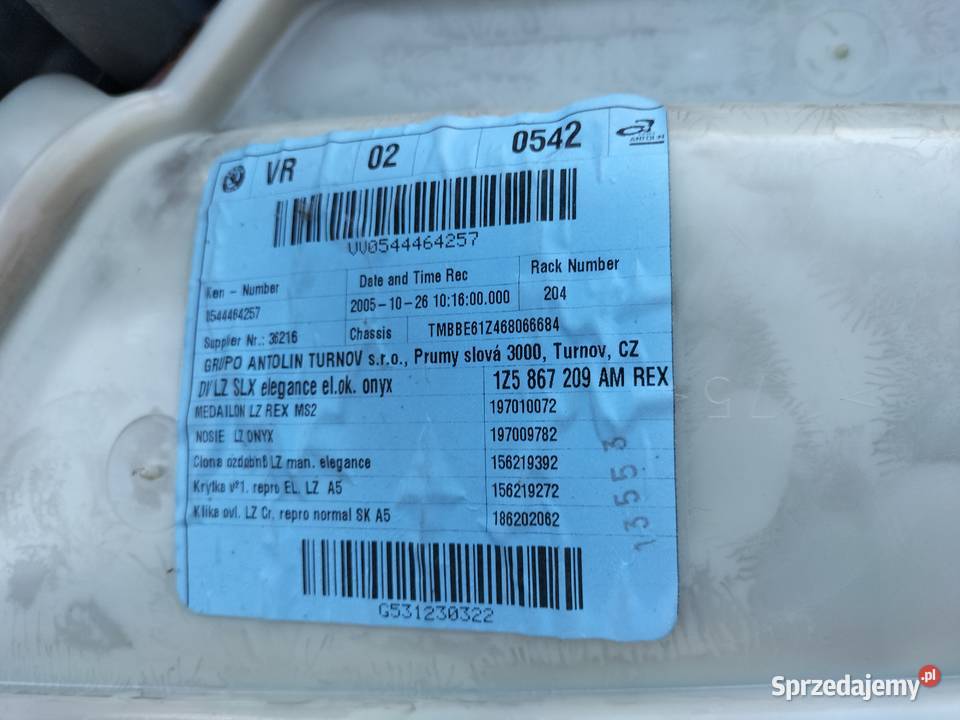 VR 02 0542
ANTOLIN
VV0544464257
Ken - Number Date and Time Rec Rack Number
0544464257 2005-10-26 10:16:00.000 204
Supplier Nr.: 36216 Chassis TMBBE61Z468066684
GRUPO ANTOLIN TURNOV s.r.o., Prumy slová 3000, Turnov, CZ
DV LZ SLX elegance el.ok. onyx 1Z5 867 209 AM REX
MEDAILON LZ REX MS2 197010072
NOSIE LZ ONYX 197009782
Clona ozdobná LZ man. elegance 156219392
Krytka v°1. repro EL. LZ A5 156219272
Klika ovl. LZ Cr. repro normal SK A5 186202062
13553
G531230322
Sprzedajemy.pl